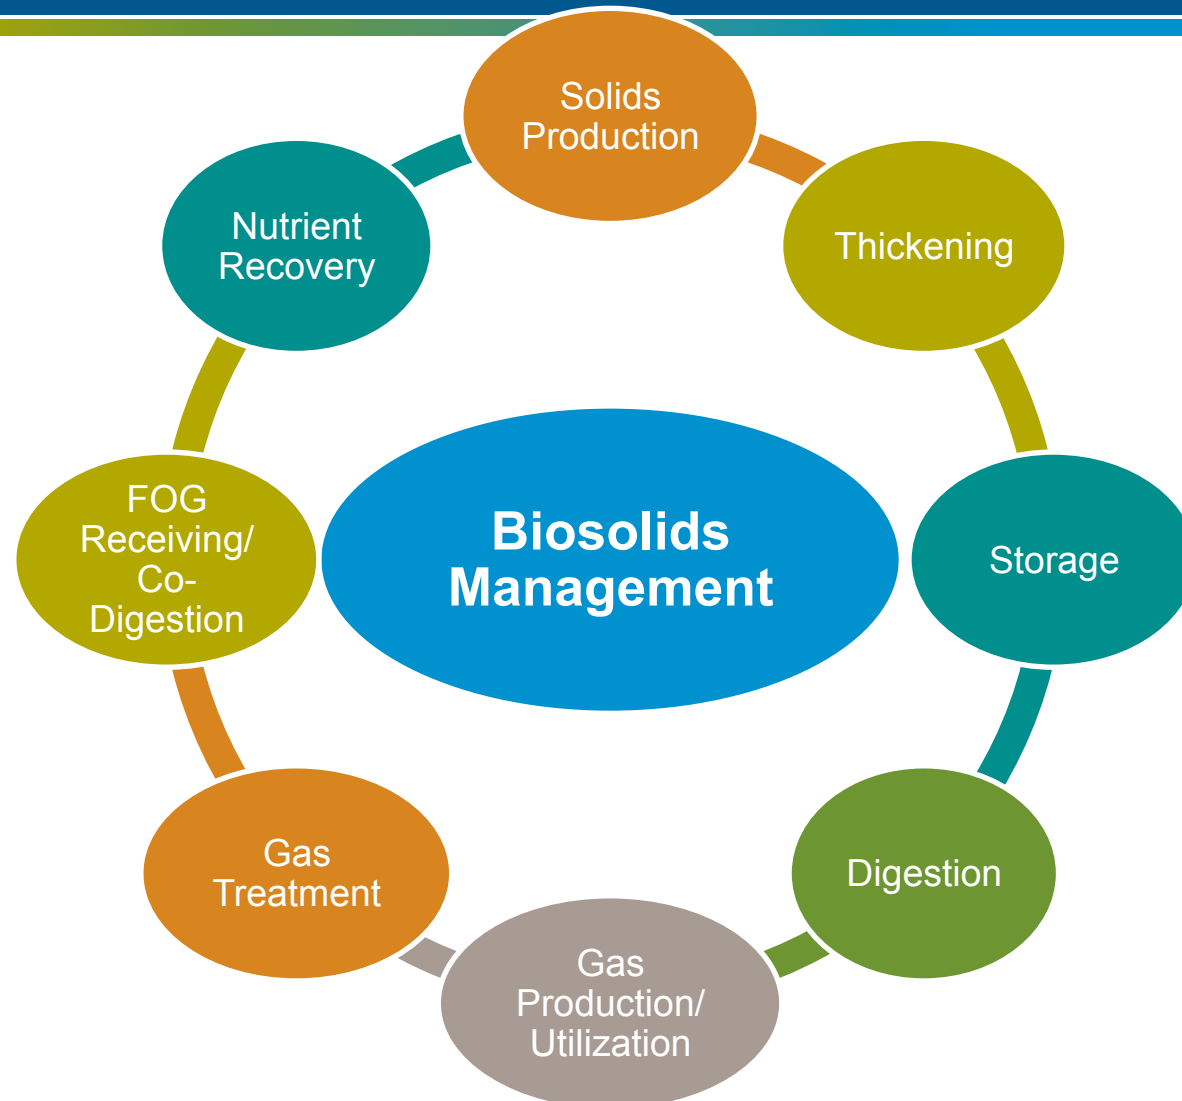 Solids
Production
Thickening
Storage
Digestion
Gas
Production/
Utilization
Gas
Treatment
FOG
Receiving/
Co-
Digestion
Nutrient
Recovery
Biosolids
Management